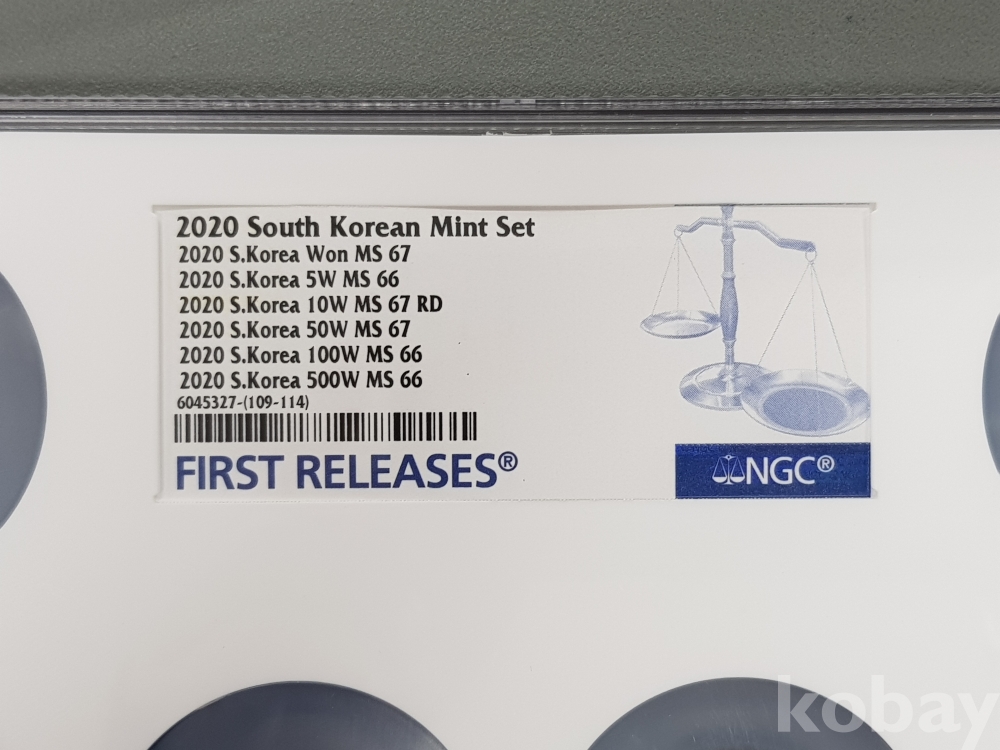 2020 South Korean Mint Set
2020 S.Korea Won MS 67
2020 S.Korea 5W MS 66
2020 S.Korea 10W MS 67 RD
2020 S.Korea 50W MS 67
2020 S.Korea 100W MS 66
2020 S.Korea 500W MS 66
6045327-(109-114)
FIRST RELEASES®
NGC®
kobay